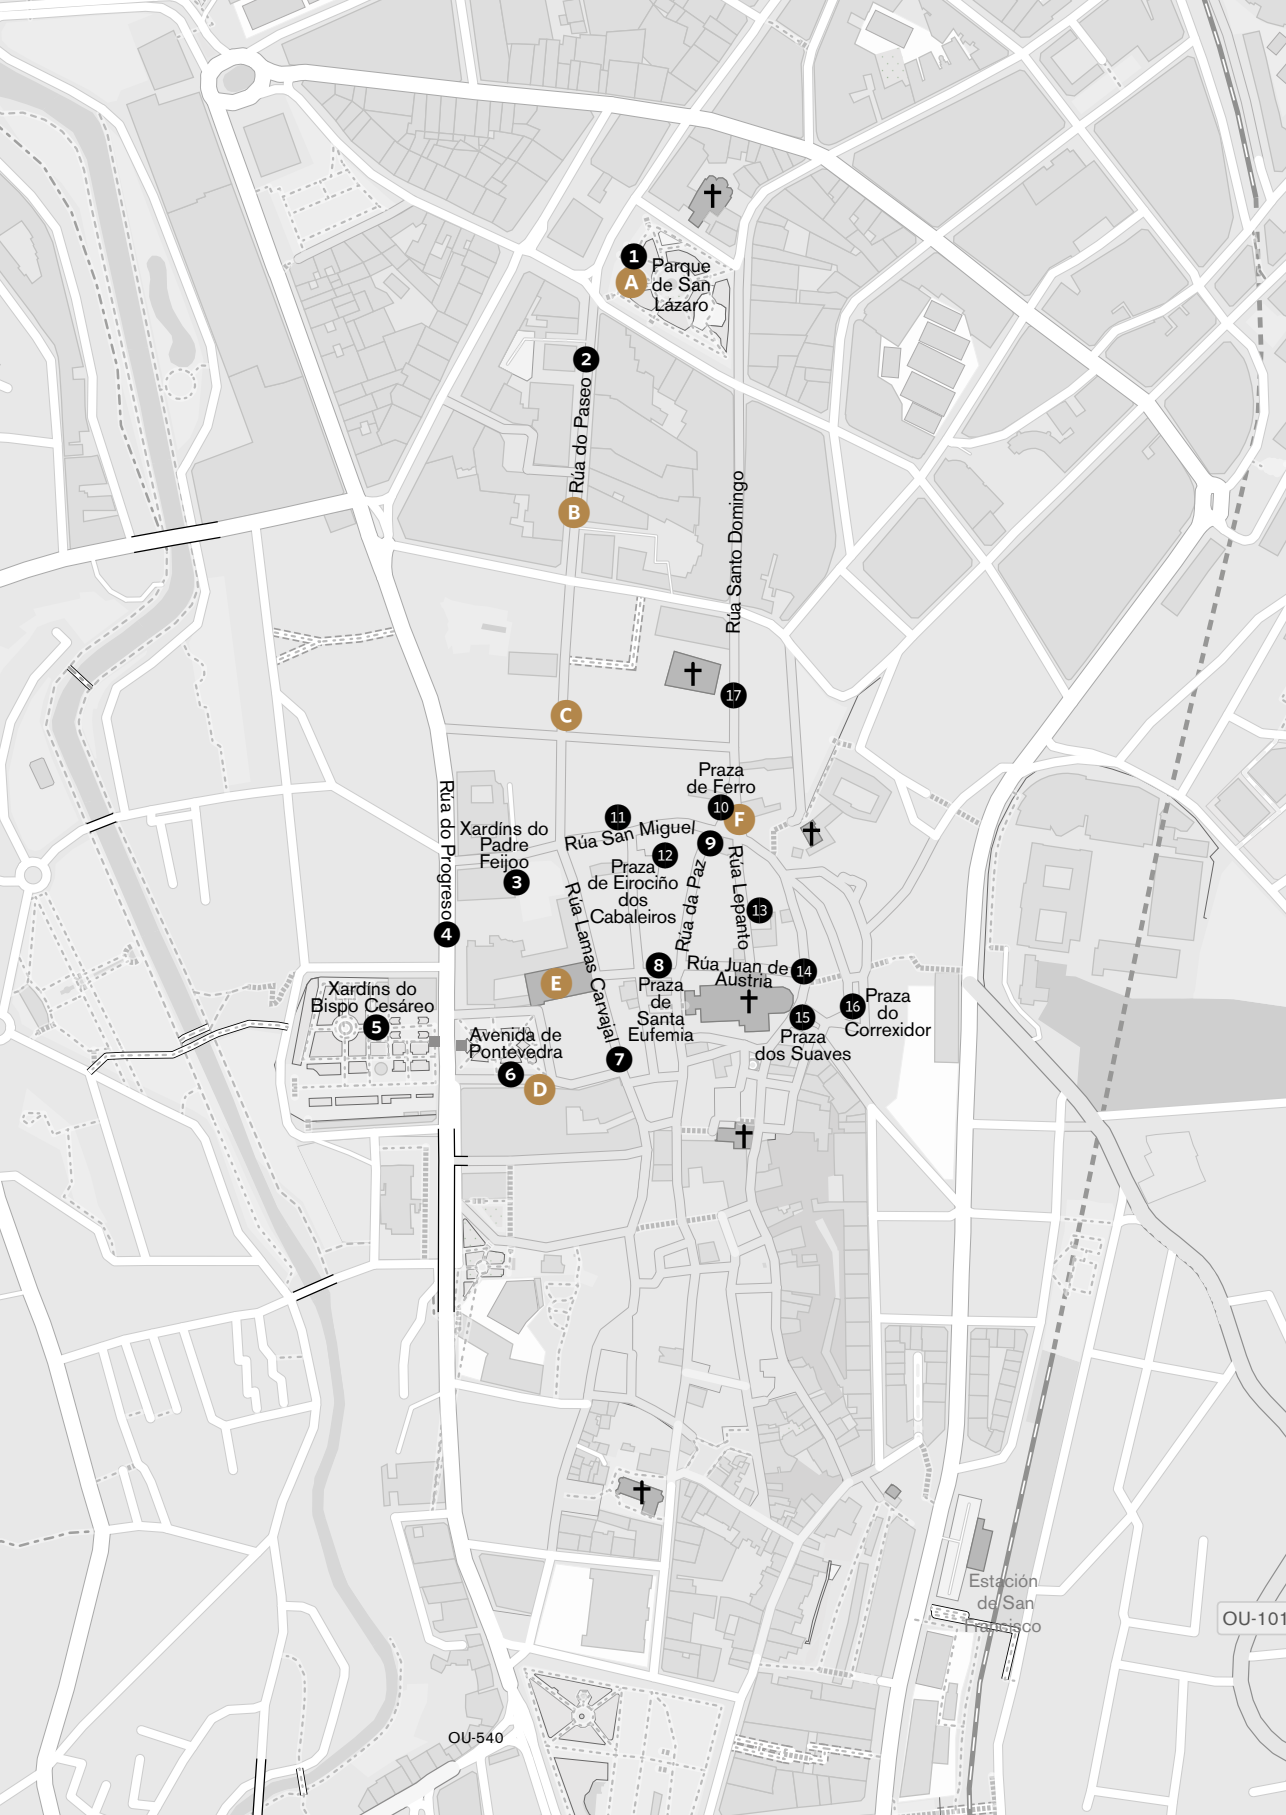 1
A
Parque
de San
Lázaro
2
Rúa do Paseo
B
Rúa Santo Domingo
17
C
Praza
de Ferro
10
F
Rúa do Progreso
Xardíns do
Padre
Feijoo
3
11
Rúa San Miguel
9
12
Praza
de Eirociño
dos
Cabaleiros
Rúa da Paz
Rúa Lepanto
13
Rúa Lamas Carvajal
4
8
Praza
de
Santa
Eufemia
Rúa Juan de
Austria
14
E
Xardíns do
Bispo Cesáreo
5
15
Praza
dos Suaves
16
Praza
do
Correxidor
Avenida de
Pontevedra
6
D
7
Estación
de San
Francisco
OU-101
OU-540